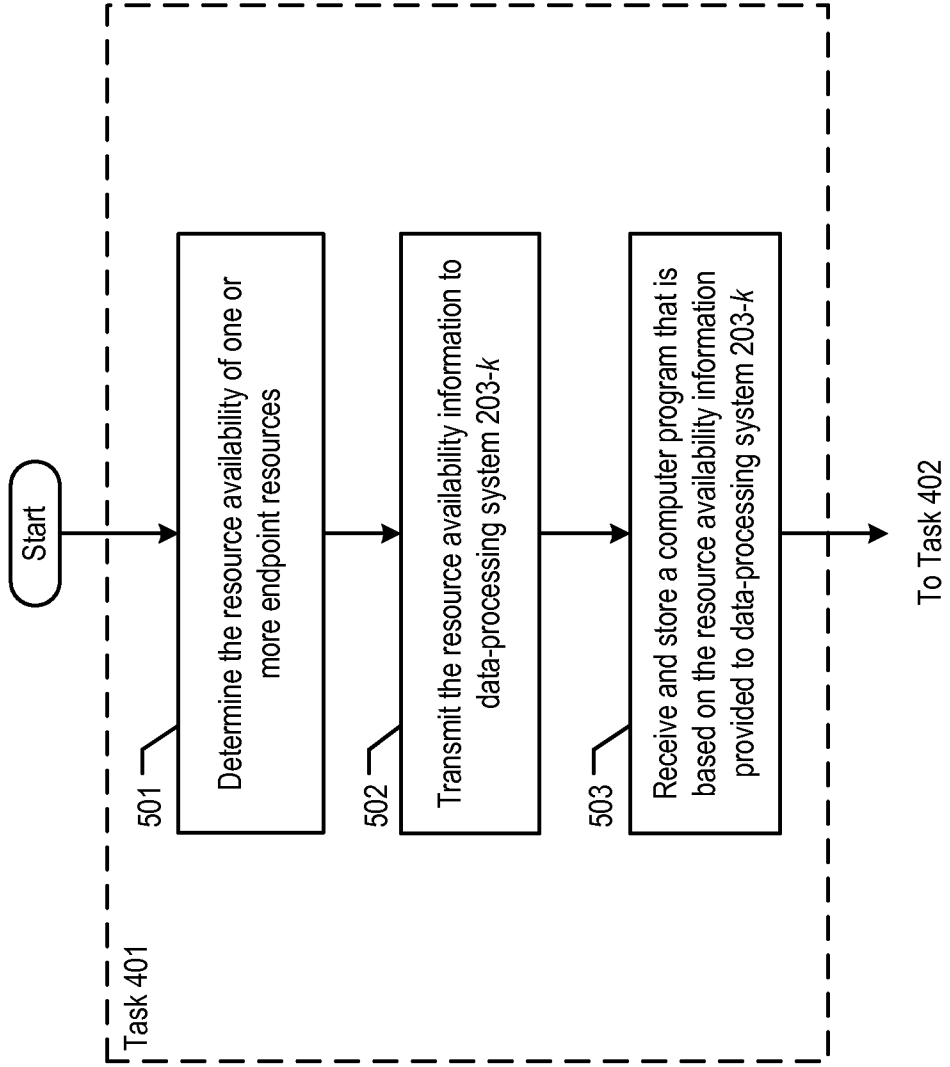 Start
Task 401
501
Determine the resource availability of one or
more endpoint resources
502
Transmit the resource availability information to
data-processing system 203-k
503
Receive and store a computer program that is
based on the resource availability information
provided to data-processing system 203-k
To Task 402